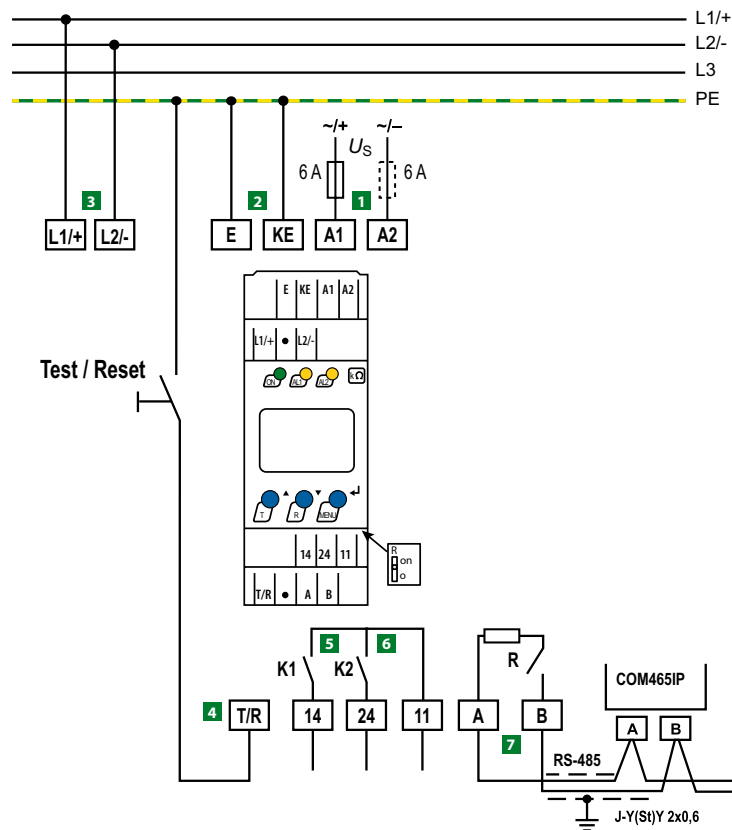 L1/+
L2/-
L3
PE
~/+ ~/–
US
6 A 6 A
3 2 1
L1/+ L2/- E KE A1 A2
E KE A1 A2
L1/+ • L2/-
Test / Reset
ON AL1 AL2 kΩ
T R MENU
R
on
o
14 24 11
T/R • A B
5 6
K1 K2 R
COM465IP
4 T/R 14 24 11 A B
7
A B
RS-485
J-Y(St)Y 2x0,6